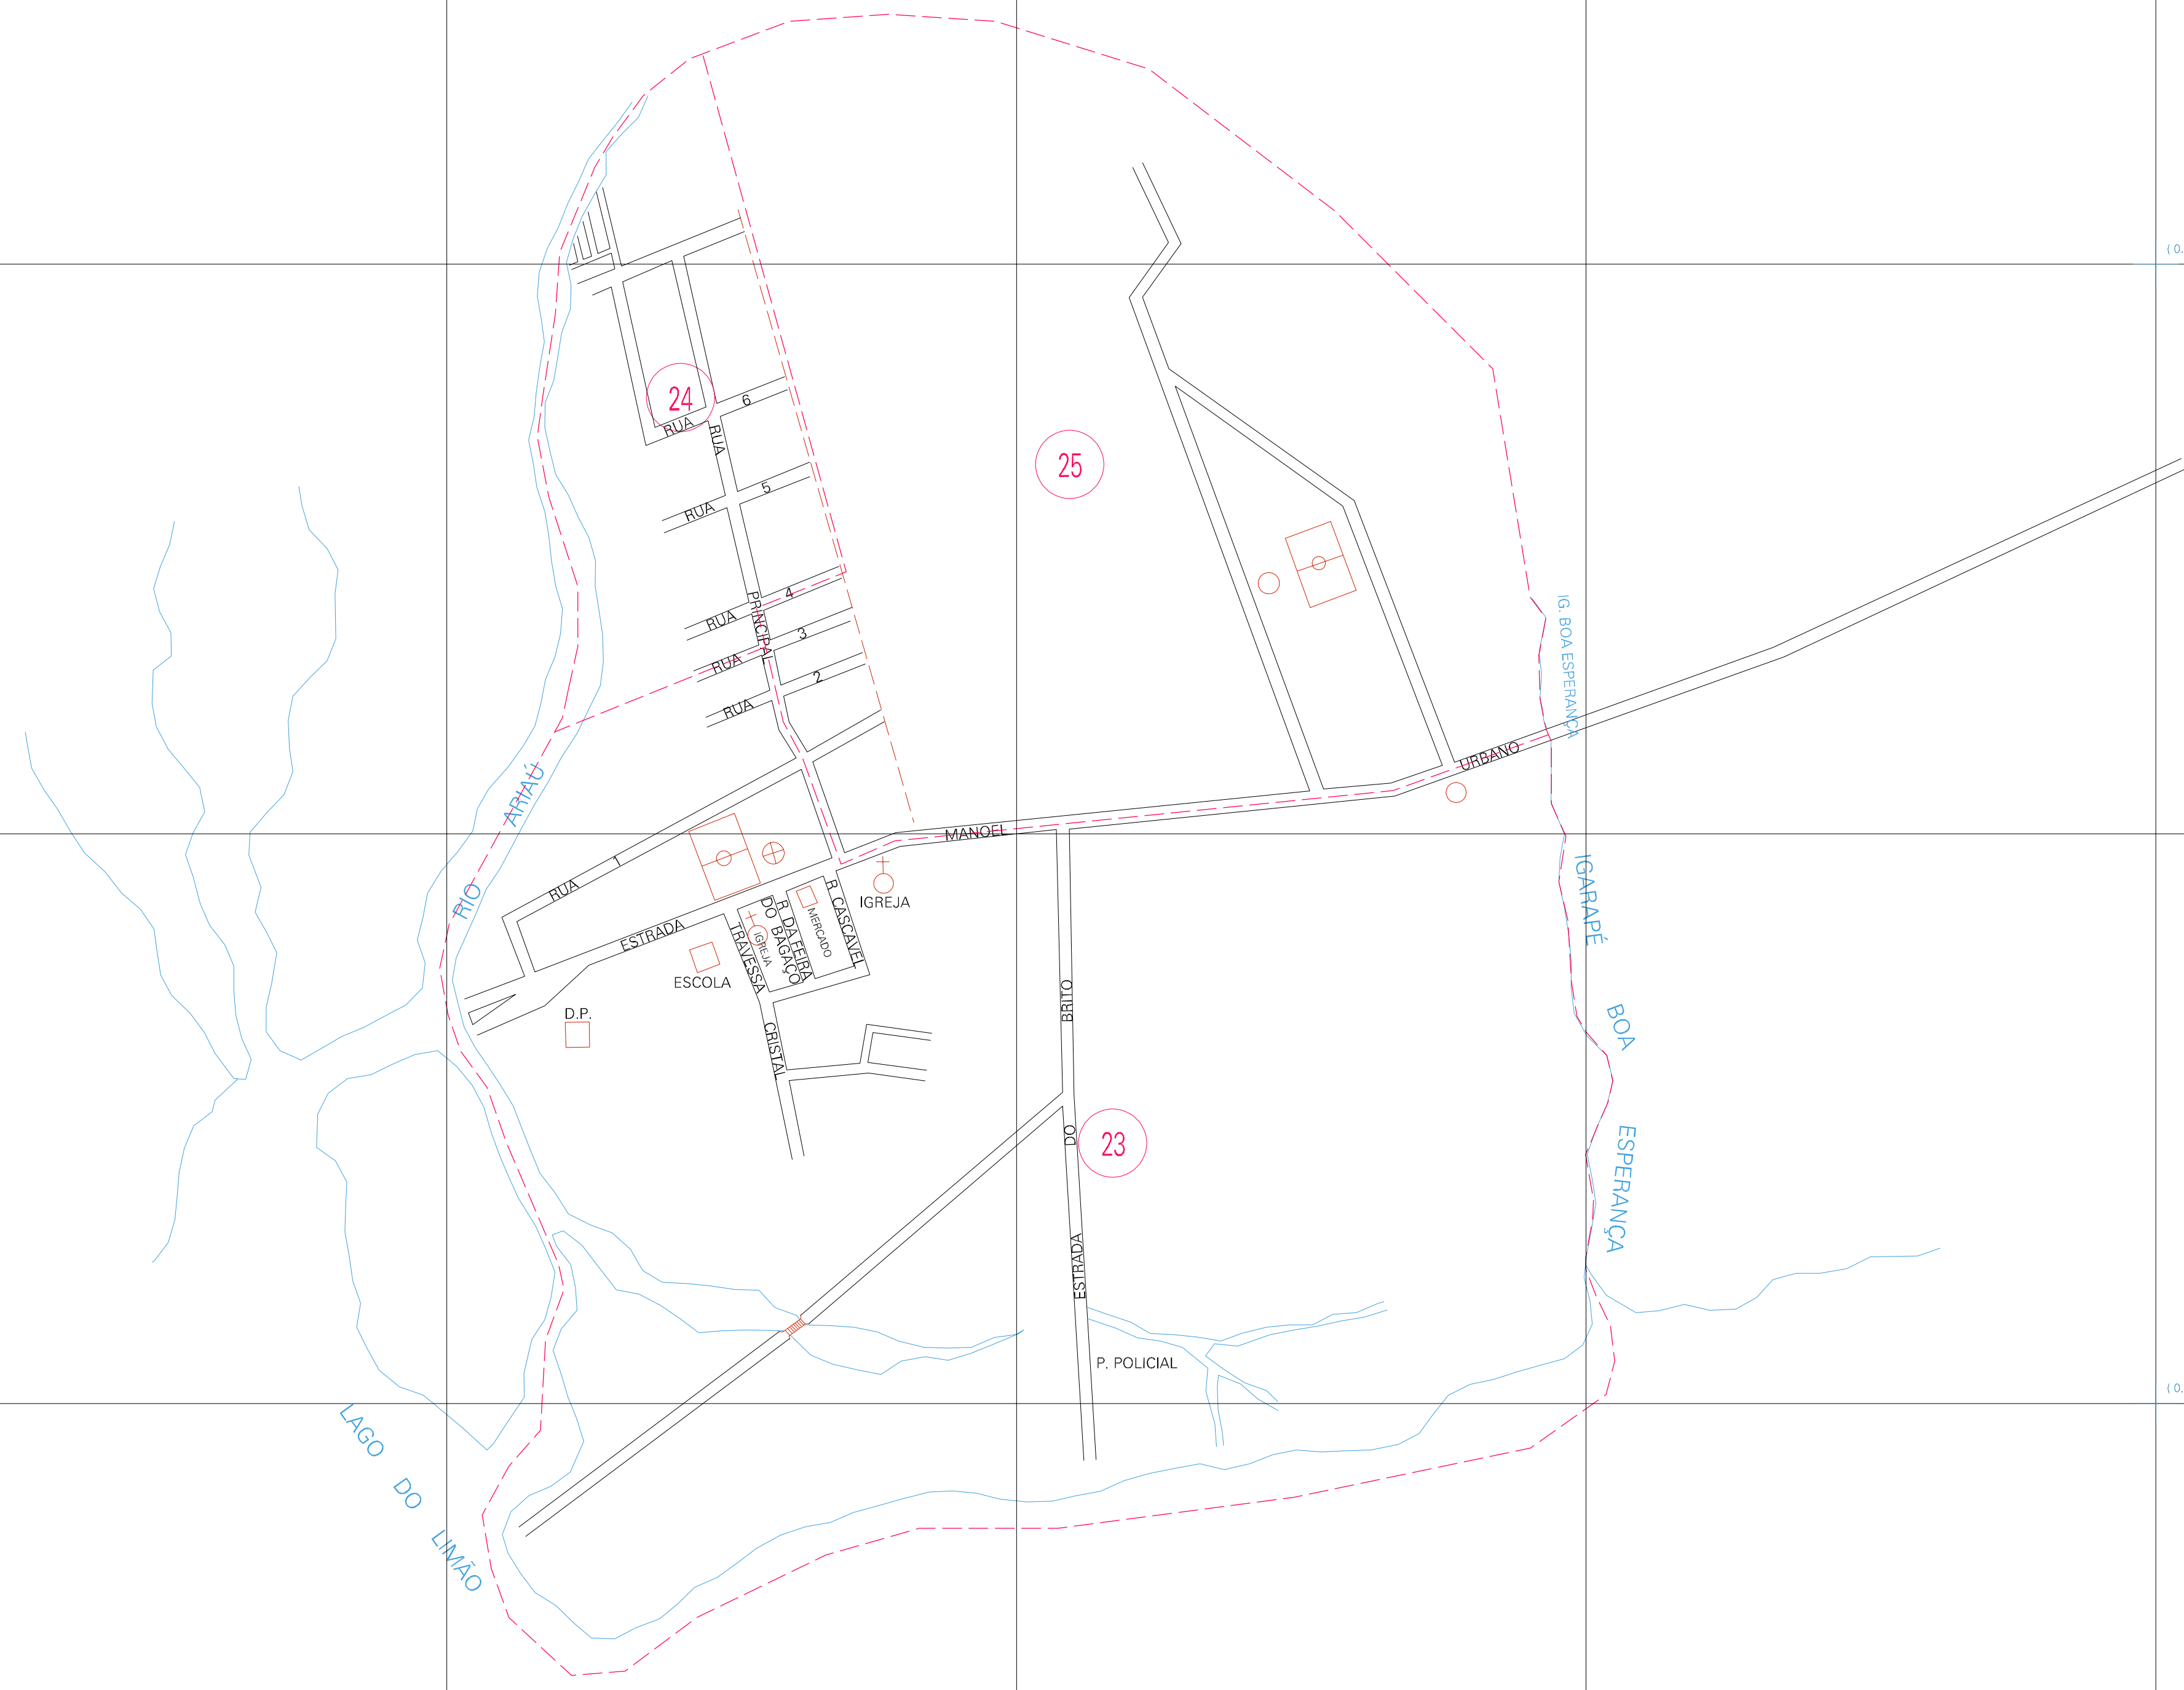 ( 0.
24
6
RUA
RUA
25
5
RUA
4
PRINCIPAL
RUA
3
RUA
2
RUA
IG. BOA ESPERANÇA
URBANO
RIO ARIAÚ
MANOEL
RUA 1
IGREJA
R CASCAVEL
MERCADO
R DA FEIRA
DO BAGAÇO
IGREJA
TRAVESSA
ESTRADA
ESCOLA
D.P.
CRISTAL
BRITO
DO
ESTRADA
23
IGARAPÉ BOA ESPERANÇA
P. POLICIAL
( 0.
LAGO DO LIMÃO